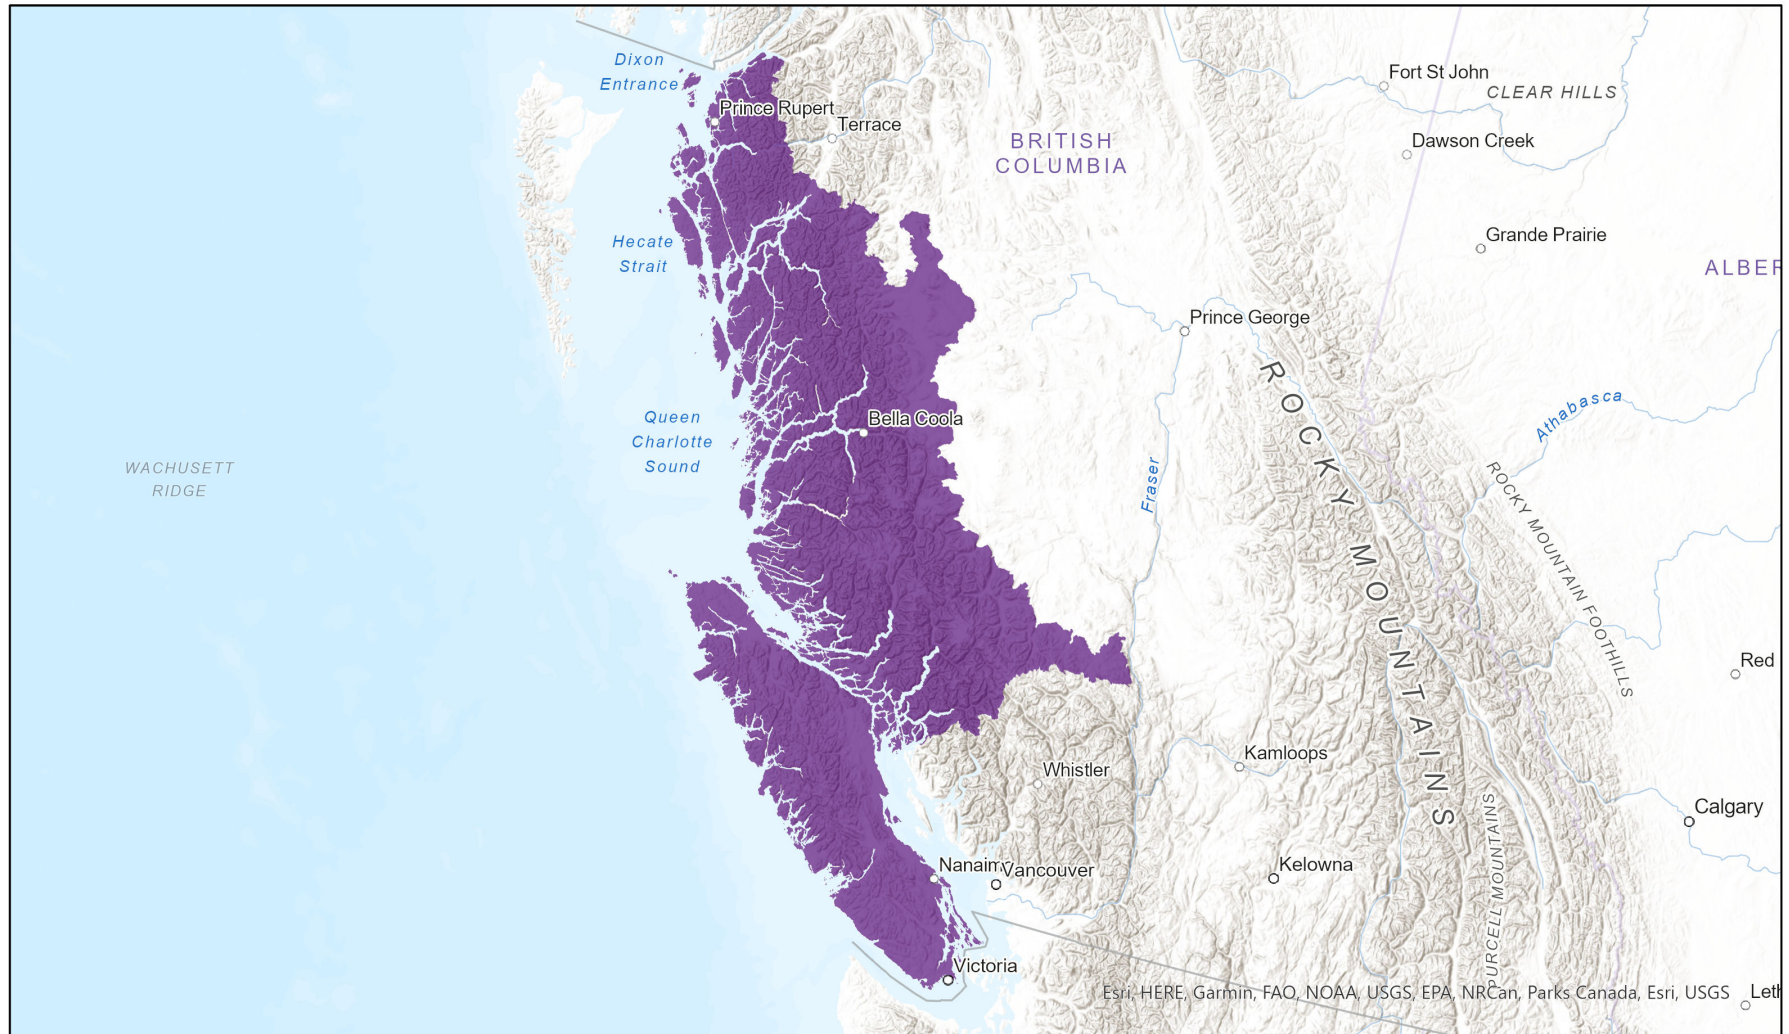 Dixon
Entrance
Prince Rupert
Terrace
BRITISH
COLUMBIA
Fort St John
CLEAR HILLS
Dawson Creek
Grande Prairie
ALBER
Hecate
Strait
Prince George
Queen
Charlotte
Sound
Bella Coola
WACHUSETT
RIDGE
Fraser
Athabasca
ROCKY MOUNTAINS
ROCKY MOUNTAIN FOOTHILLS
Red
Whistler
Kamloops
Calgary
PURCELL MOUNTAINS
Nanaim
Vancouver
Kelowna
Victoria
Esri, HERE, Garmin, FAO, NOAA, USGS, EPA, NRCan, Parks Canada, Esri, USGS
Leth